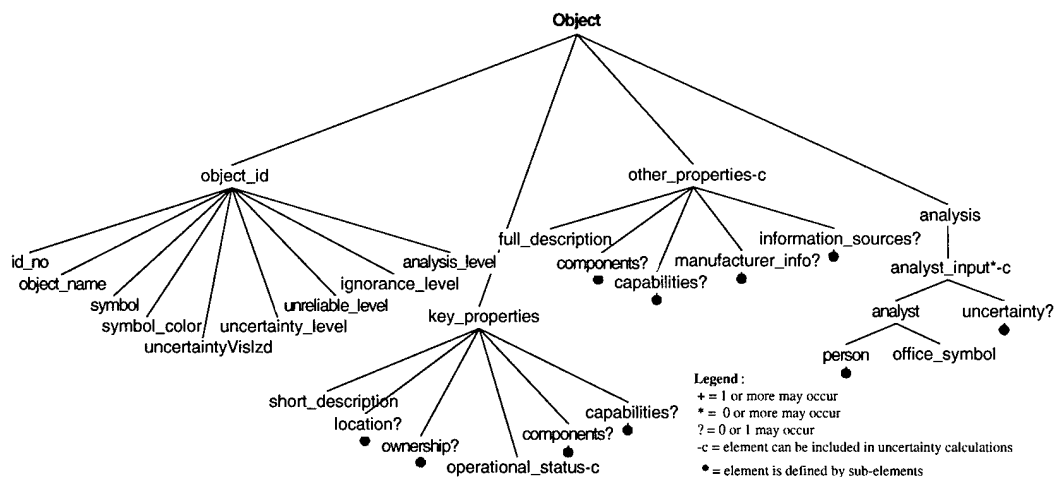 Object
object_id
other_properties-c
analysis
full_description
information_sources?
id_no
analysis_level
components?
manufacturer_info?
analyst_input*-c
object_name
ignorance_level
capabilities?
symbol
unreliable_level
symbol_color
uncertainty_level
key_properties
analyst
uncertainty?
uncertaintyVislzd
person
office_symbol
short_description
location?
capabilities?
ownership?
components?
operational_status-c
Legend :
+ = 1 or more may occur
* = 0 or more may occur
? = 0 or 1 may occur
-c = element can be included in uncertainty calculations
● = element is defined by sub-elements